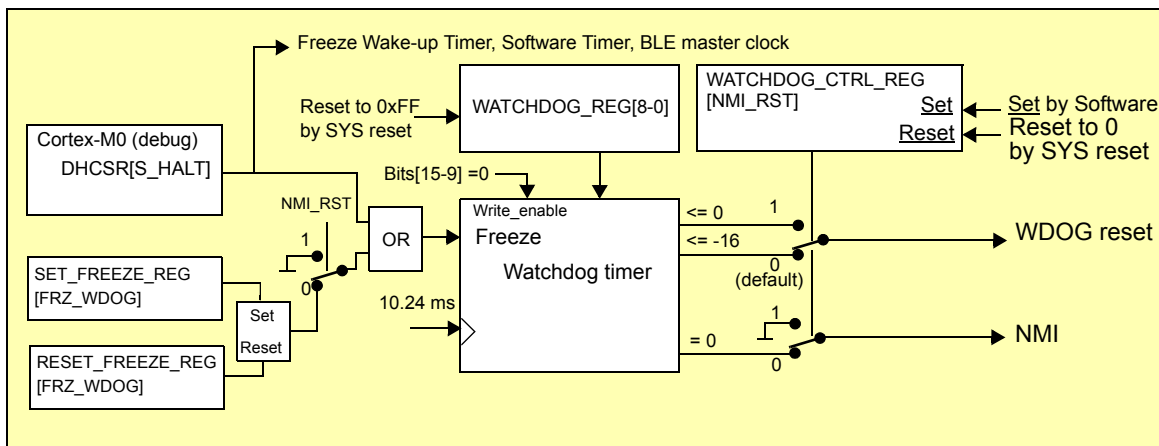 Freeze Wake-up Timer, Software Timer, BLE master clock
Reset to 0xFF
by SYS reset
WATCHDOG_REG[8-0]
WATCHDOG_CTRL_REG
[NMI_RST]
Set
Reset
Set by Software
Reset to 0
by SYS reset
Cortex-M0 (debug)
DHCSR[S_HALT]
Bits[15-9] =0
NMI_RST
1
0
OR
Write_enable
Freeze
Watchdog timer
10.24 ms
<= 0
<= -16
= 0
1
0
(default)
WDOG reset
1
0
NMI
SET_FREEZE_REG
[FRZ_WDOG]
Set
Reset
RESET_FREEZE_REG
[FRZ_WDOG]